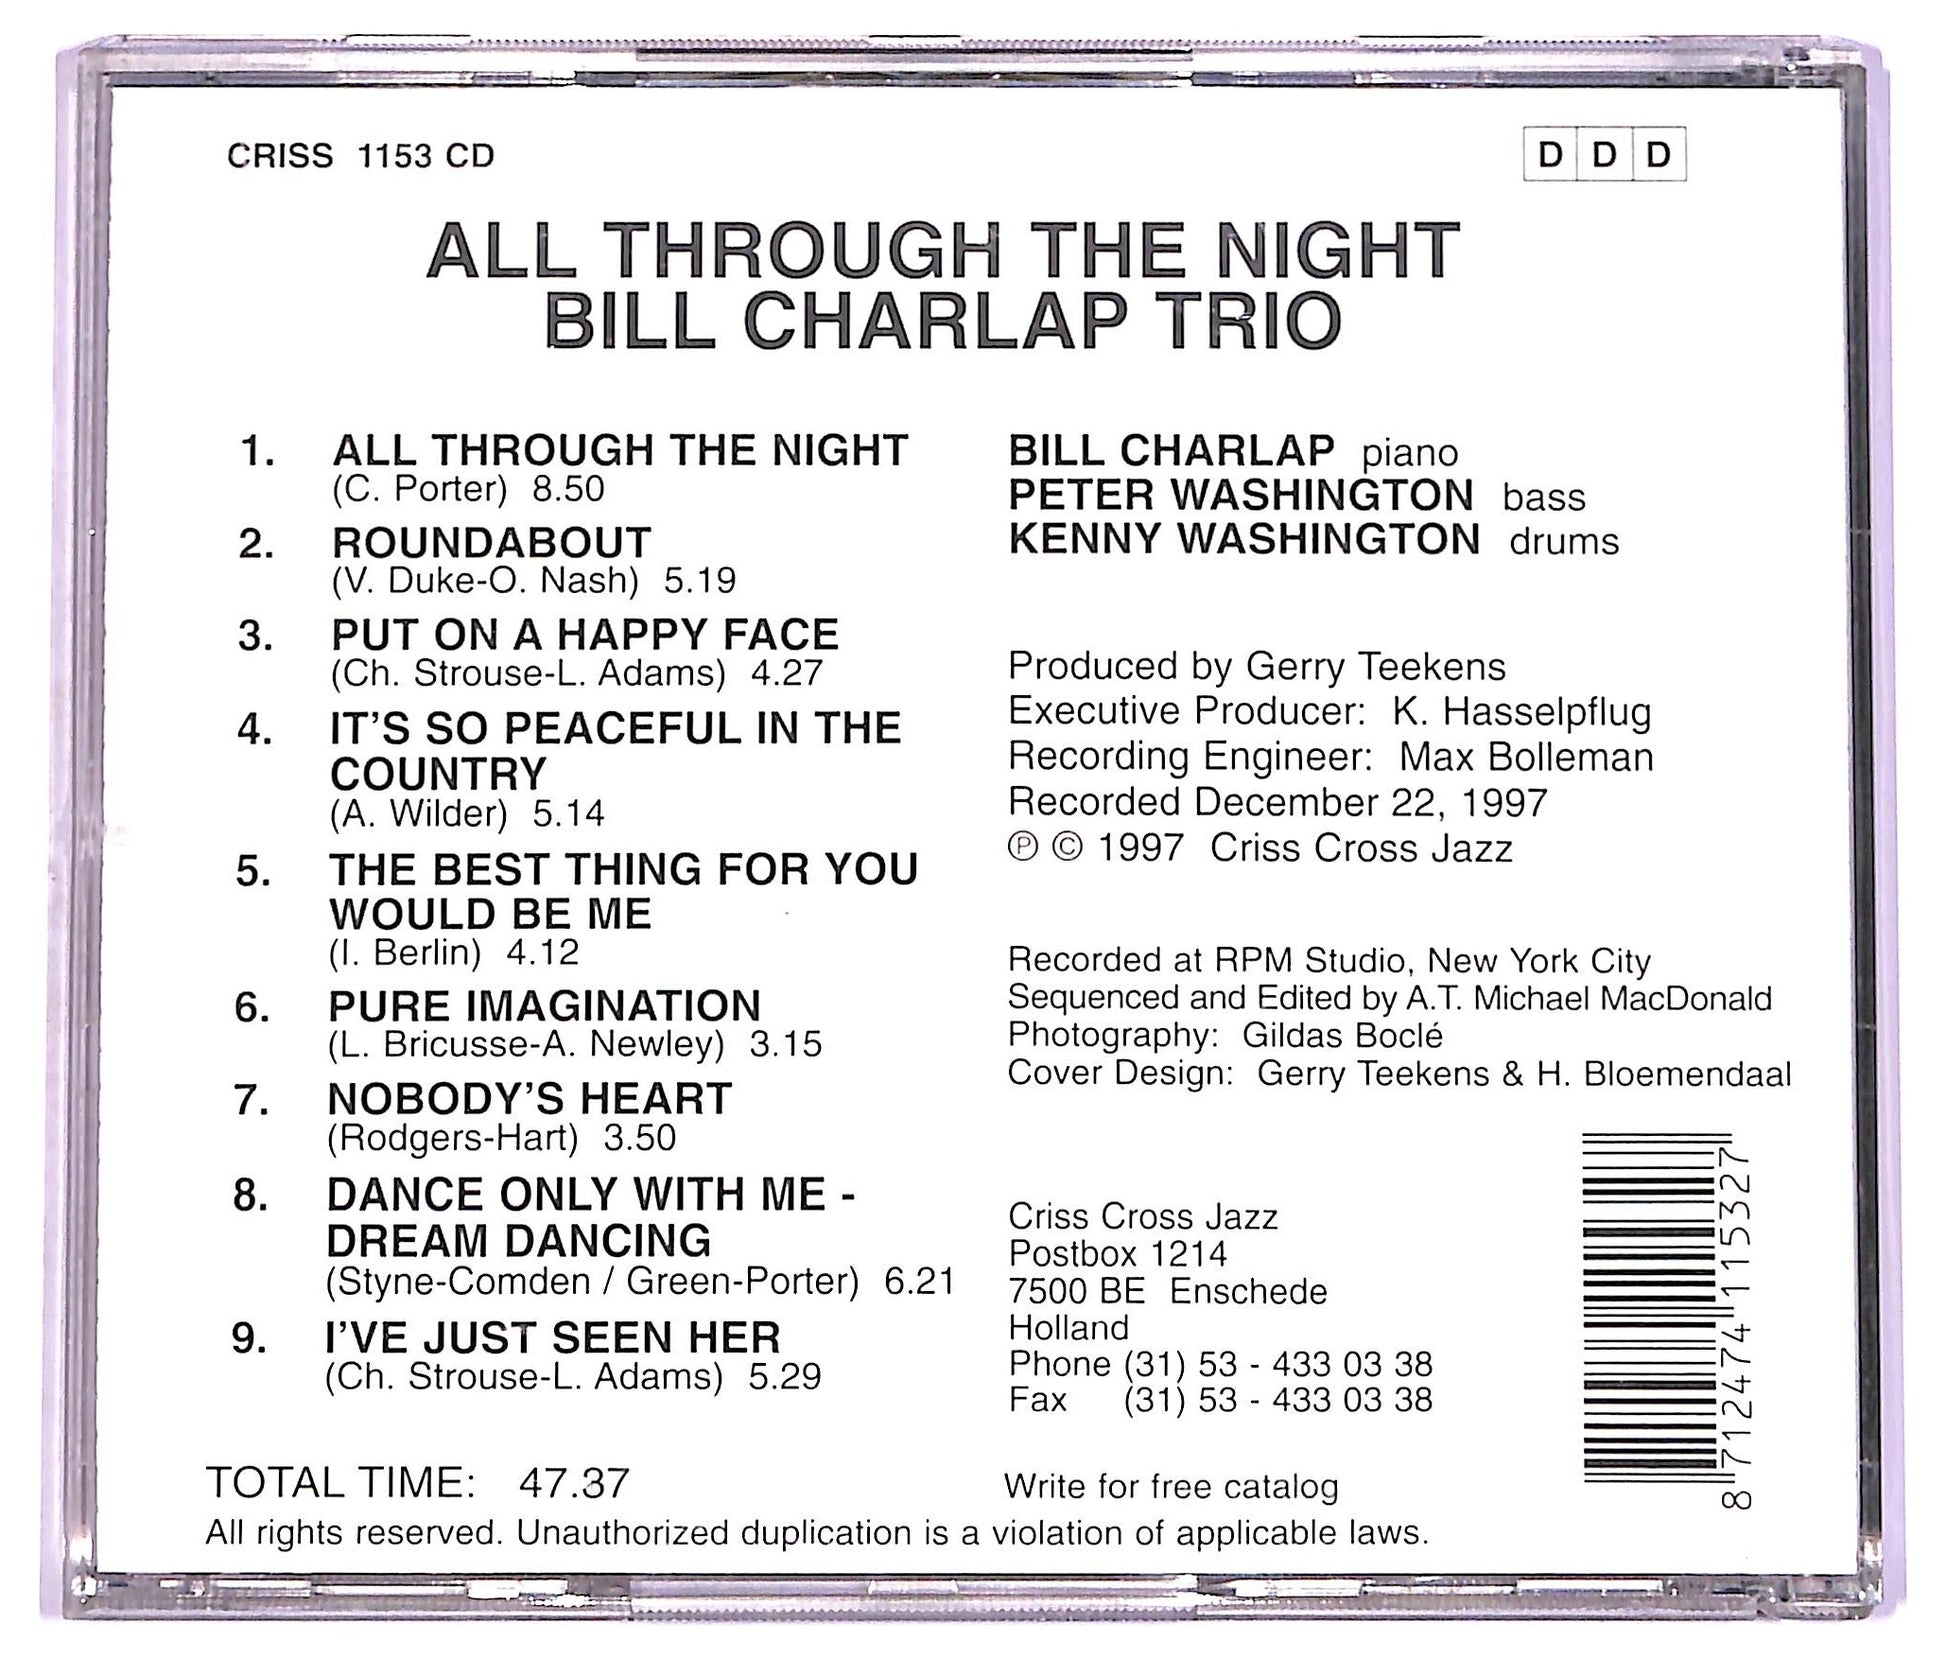 CRISS 1153 CD
D D D
ALL THROUGH THE NIGHT
BILL CHARLAP TRIO
1. ALL THROUGH THE NIGHT
(C. Porter) 8.50
2. ROUNDABOUT
(V. Duke-O. Nash) 5.19
3. PUT ON A HAPPY FACE
(Ch. Strouse-L. Adams) 4.27
4. IT'S SO PEACEFUL IN THE
COUNTRY
(A. Wilder) 5.14
5. THE BEST THING FOR YOU
WOULD BE ME
(I. Berlin) 4.12
6. PURE IMAGINATION
(L. Bricusse-A. Newley) 3.15
7. NOBODY'S HEART
(Rodgers-Hart) 3.50
8. DANCE ONLY WITH ME -
DREAM DANCING
(Styne-Comden / Green-Porter) 6.21
9. I'VE JUST SEEN HER
(Ch. Strouse-L. Adams) 5.29
BILL CHARLAP piano
PETER WASHINGTON bass
KENNY WASHINGTON drums
Produced by Gerry Teekens
Executive Producer: K. Hasselpflug
Recording Engineer: Max Bolleman
Recorded December 22, 1997
℗ © 1997 Criss Cross Jazz
Recorded at RPM Studio, New York City
Sequenced and Edited by A.T. Michael MacDonald
Photography: Gildas Boclé
Cover Design: Gerry Teekens & H. Bloemendaal
Criss Cross Jazz
Postbox 1214
7500 BE Enschede
Holland
Phone (31) 53 - 433 03 38
Fax (31) 53 - 433 03 38
8 712474 115327
TOTAL TIME: 47.37
Write for free catalog
All rights reserved. Unauthorized duplication is a violation of applicable laws.